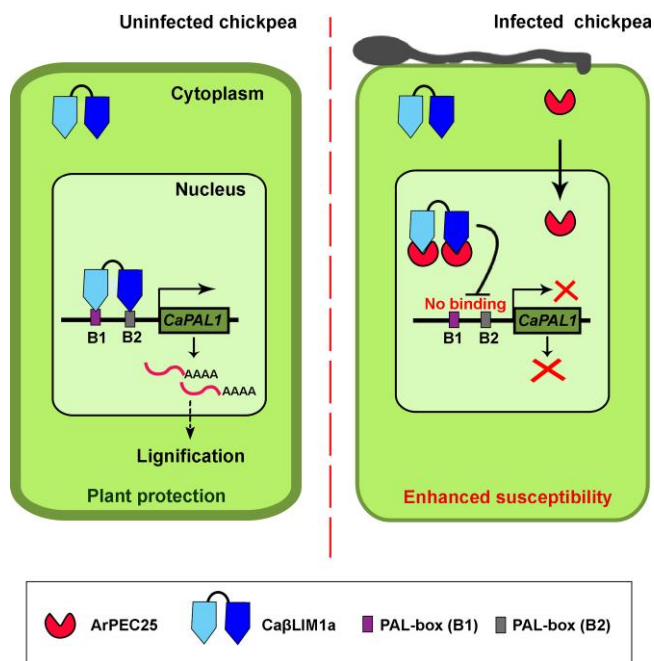 Uninfected chickpea
Cytoplasm
Nucleus
CaPAL1
B1 B2
AAAA
AAAA
Lignification
Plant protection
Infected chickpea
No binding
CaPAL1
B1 B2
Enhanced susceptibility
ArPEC25 CaβLIM1a PAL-box (B1) PAL-box (B2)